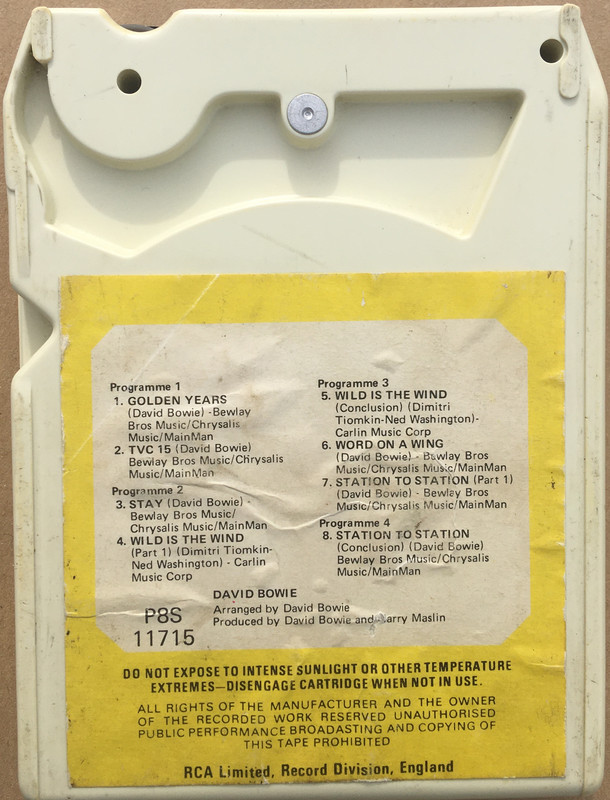 Programme 1
1. GOLDEN YEARS
(David Bowie) -Bewlay
Bros Music/Chrysalis
Music/MainMan
2. TVC 15 (David Bowie)
Bewlay Bros Music/Chrysalis
Music/MainMan
Programme 2
3. STAY (David Bowie) -
Bewlay Bros Music/
Chrysalis Music/MainMan
4. WILD IS THE WIND
(Part 1) (Dimitri Tiomkin-
Ned Washington) - Carlin
Music Corp
Programme 3
5. WILD IS THE WIND
(Conclusion) (Dimitri
Tiomkin-Ned Washington)-
Carlin Music Corp
6. WORD ON A WING
(David Bowie) - Bewlay Bros
Music/Chrysalis Music/MainMan
7. STATION TO STATION (Part 1)
(David Bowie) - Bewlay Bros
Music/Chrysalis Music/MainMan
Programme 4
8. STATION TO STATION
(Conclusion) (David Bowie)
Bewlay Bros Music/Chrysalis
Music/MainMan
DAVID BOWIE
Arranged by David Bowie
Produced by David Bowie and Maslin
P8S
11715
DO NOT EXPOSE TO INTENSE SUNLIGHT OR OTHER TEMPERATURE
EXTREMES—DISENGAGE CARTRIDGE WHEN NOT IN USE.
ALL RIGHTS OF THE MANUFACTURER AND THE OWNER
OF THE RECORDED WORK RESERVED UNAUTHORISED
PUBLIC PERFORMANCE BROADASTING AND COPYING OF
THIS TAPE PROHIBITED
RCA Limited, Record Division, England